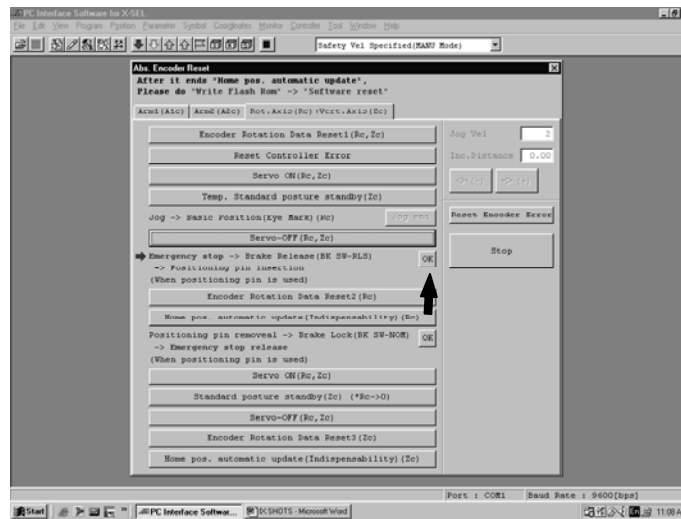 PC Interface Software for X-SEL
File Edit View Program Position Parameter Symbol Coordinates Monitor Controller Tool Window Help
Safety Vel Specified(MANU Mode)
Abs. Encoder Reset
After it ends "Home pos. automatic update",
Please do "Write Flash Rom" -> "Software reset"
Arm1(A1c) Arm2(A2c) Rot.Axis(Rc)+Vert.Axis(Zc)
Encoder Rotation Data Reset1(Rc,Zc)
Jog Vel 2
Reset Controller Error
Inc.Distance 0.00
Servo ON(Rc,Zc)
Temp. Standard posture standby(Zc)
Jog -> Basic Position(Eye Mark)(Rc) Jog end
Reset Encoder Error
Servo-OFF(Rc,Zc)
Stop
Emergency stop -> Brake Release(BK SW-RLS) OK
-> Positioning pin insertion
(When positioning pin is used)
Encoder Rotation Data Reset2(Rc)
Home pos. automatic update(Indispensability)(Rc)
Positioning pin removeal -> Brake Lock(BK SW-NOM) OK
-> Emergency stop release
(When positioning pin is used)
Servo ON(Rc,Zc)
Standard posture standby(Zc) (*Rc->0)
Servo-OFF(Rc,Zc)
Encoder Rotation Data Reset3(Zc)
Home pos. automatic update(Indispensability)(Zc)
Port : COM1 Baud Rate : 9600[bps]
Start PC Interface Softwar... IX SHOTS - Microsoft Word En 11:08 A